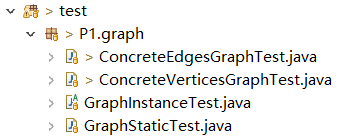 > test
> P1.graph
> ConcreteEdgesGraphTest.java
> ConcreteVerticesGraphTest.java
GraphInstanceTest.java
GraphStaticTest.java